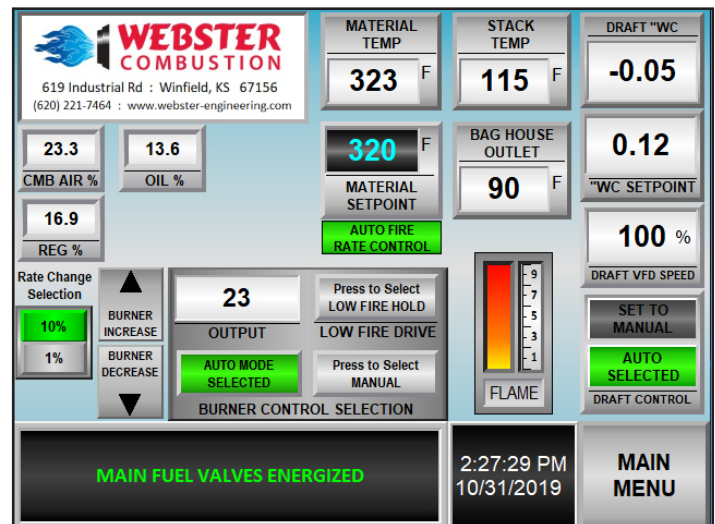 WEBSTER
COMBUSTION
619 Industrial Rd : Winfield, KS 67156
(620) 221-7464 : www.webster-engineering.com
MATERIAL
TEMP
323 F
STACK
TEMP
115 F
DRAFT "WC
-0.05
23.3
CMB AIR %
13.6
OIL %
320 F
MATERIAL
SETPOINT
AUTO FIRE
RATE CONTROL
BAG HOUSE
OUTLET
90 F
0.12
"WC SETPOINT
16.9
REG %
100 %
DRAFT VFD SPEED
Rate Change
Selection
10%
1%
BURNER
INCREASE
BURNER
DECREASE
23
OUTPUT
Press to Select
LOW FIRE HOLD
LOW FIRE DRIVE
AUTO MODE
SELECTED
Press to Select
MANUAL
BURNER CONTROL SELECTION
9
7
5
3
1
FLAME
SET TO
MANUAL
AUTO
SELECTED
DRAFT CONTROL
MAIN FUEL VALVES ENERGIZED
2:27:29 PM
10/31/2019
MAIN
MENU